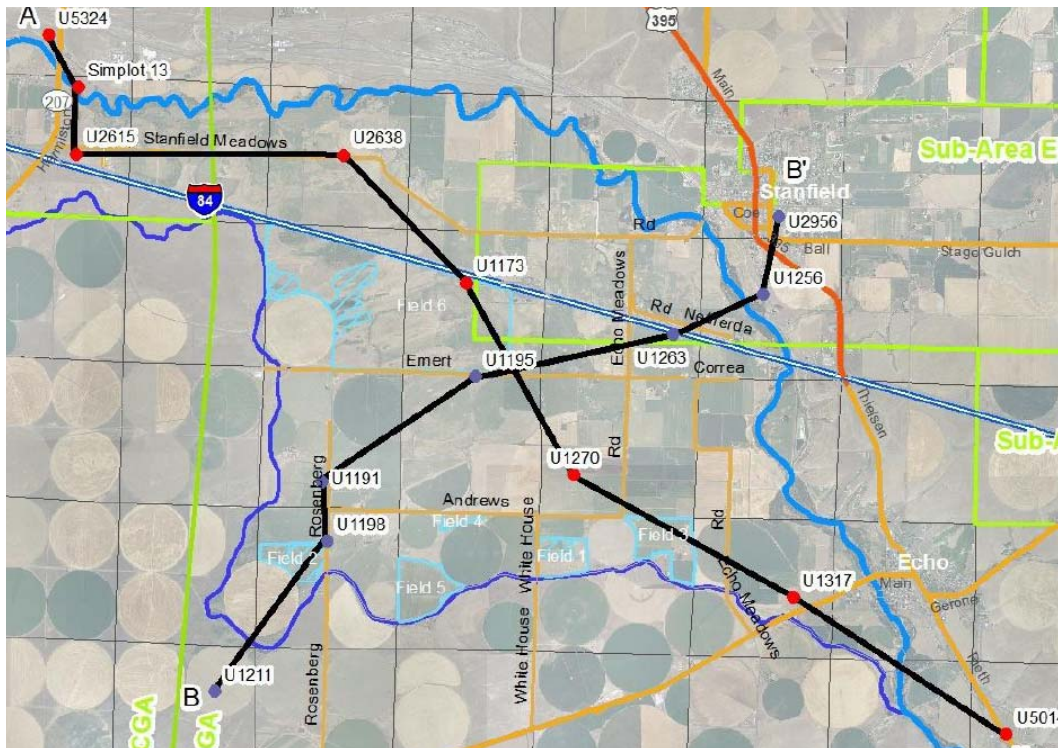 A
U5324
395
Simplot 13
Main
207
Hermiston
U2615
Stanfield Meadows
U2638
Sub-Area E
B'
Stanfield
84
Coe
U2956
Rd
Ball
Stage Gulch
U1173
U1256
Field 6
Echo Meadows
Rd
U1195
U1263
Emert
Correa
Thielsen
Sub-A
U1270
Rd
U1191
Rosenberg
Andrews
Rd
U1198
Field 4
White House
Field 3
Field 2
Field 1
Echo
Field 5
Main
U1317
Echo Meadows
Gerone
White House
U1211
B
Rosenberg
U5014
CGA
GA